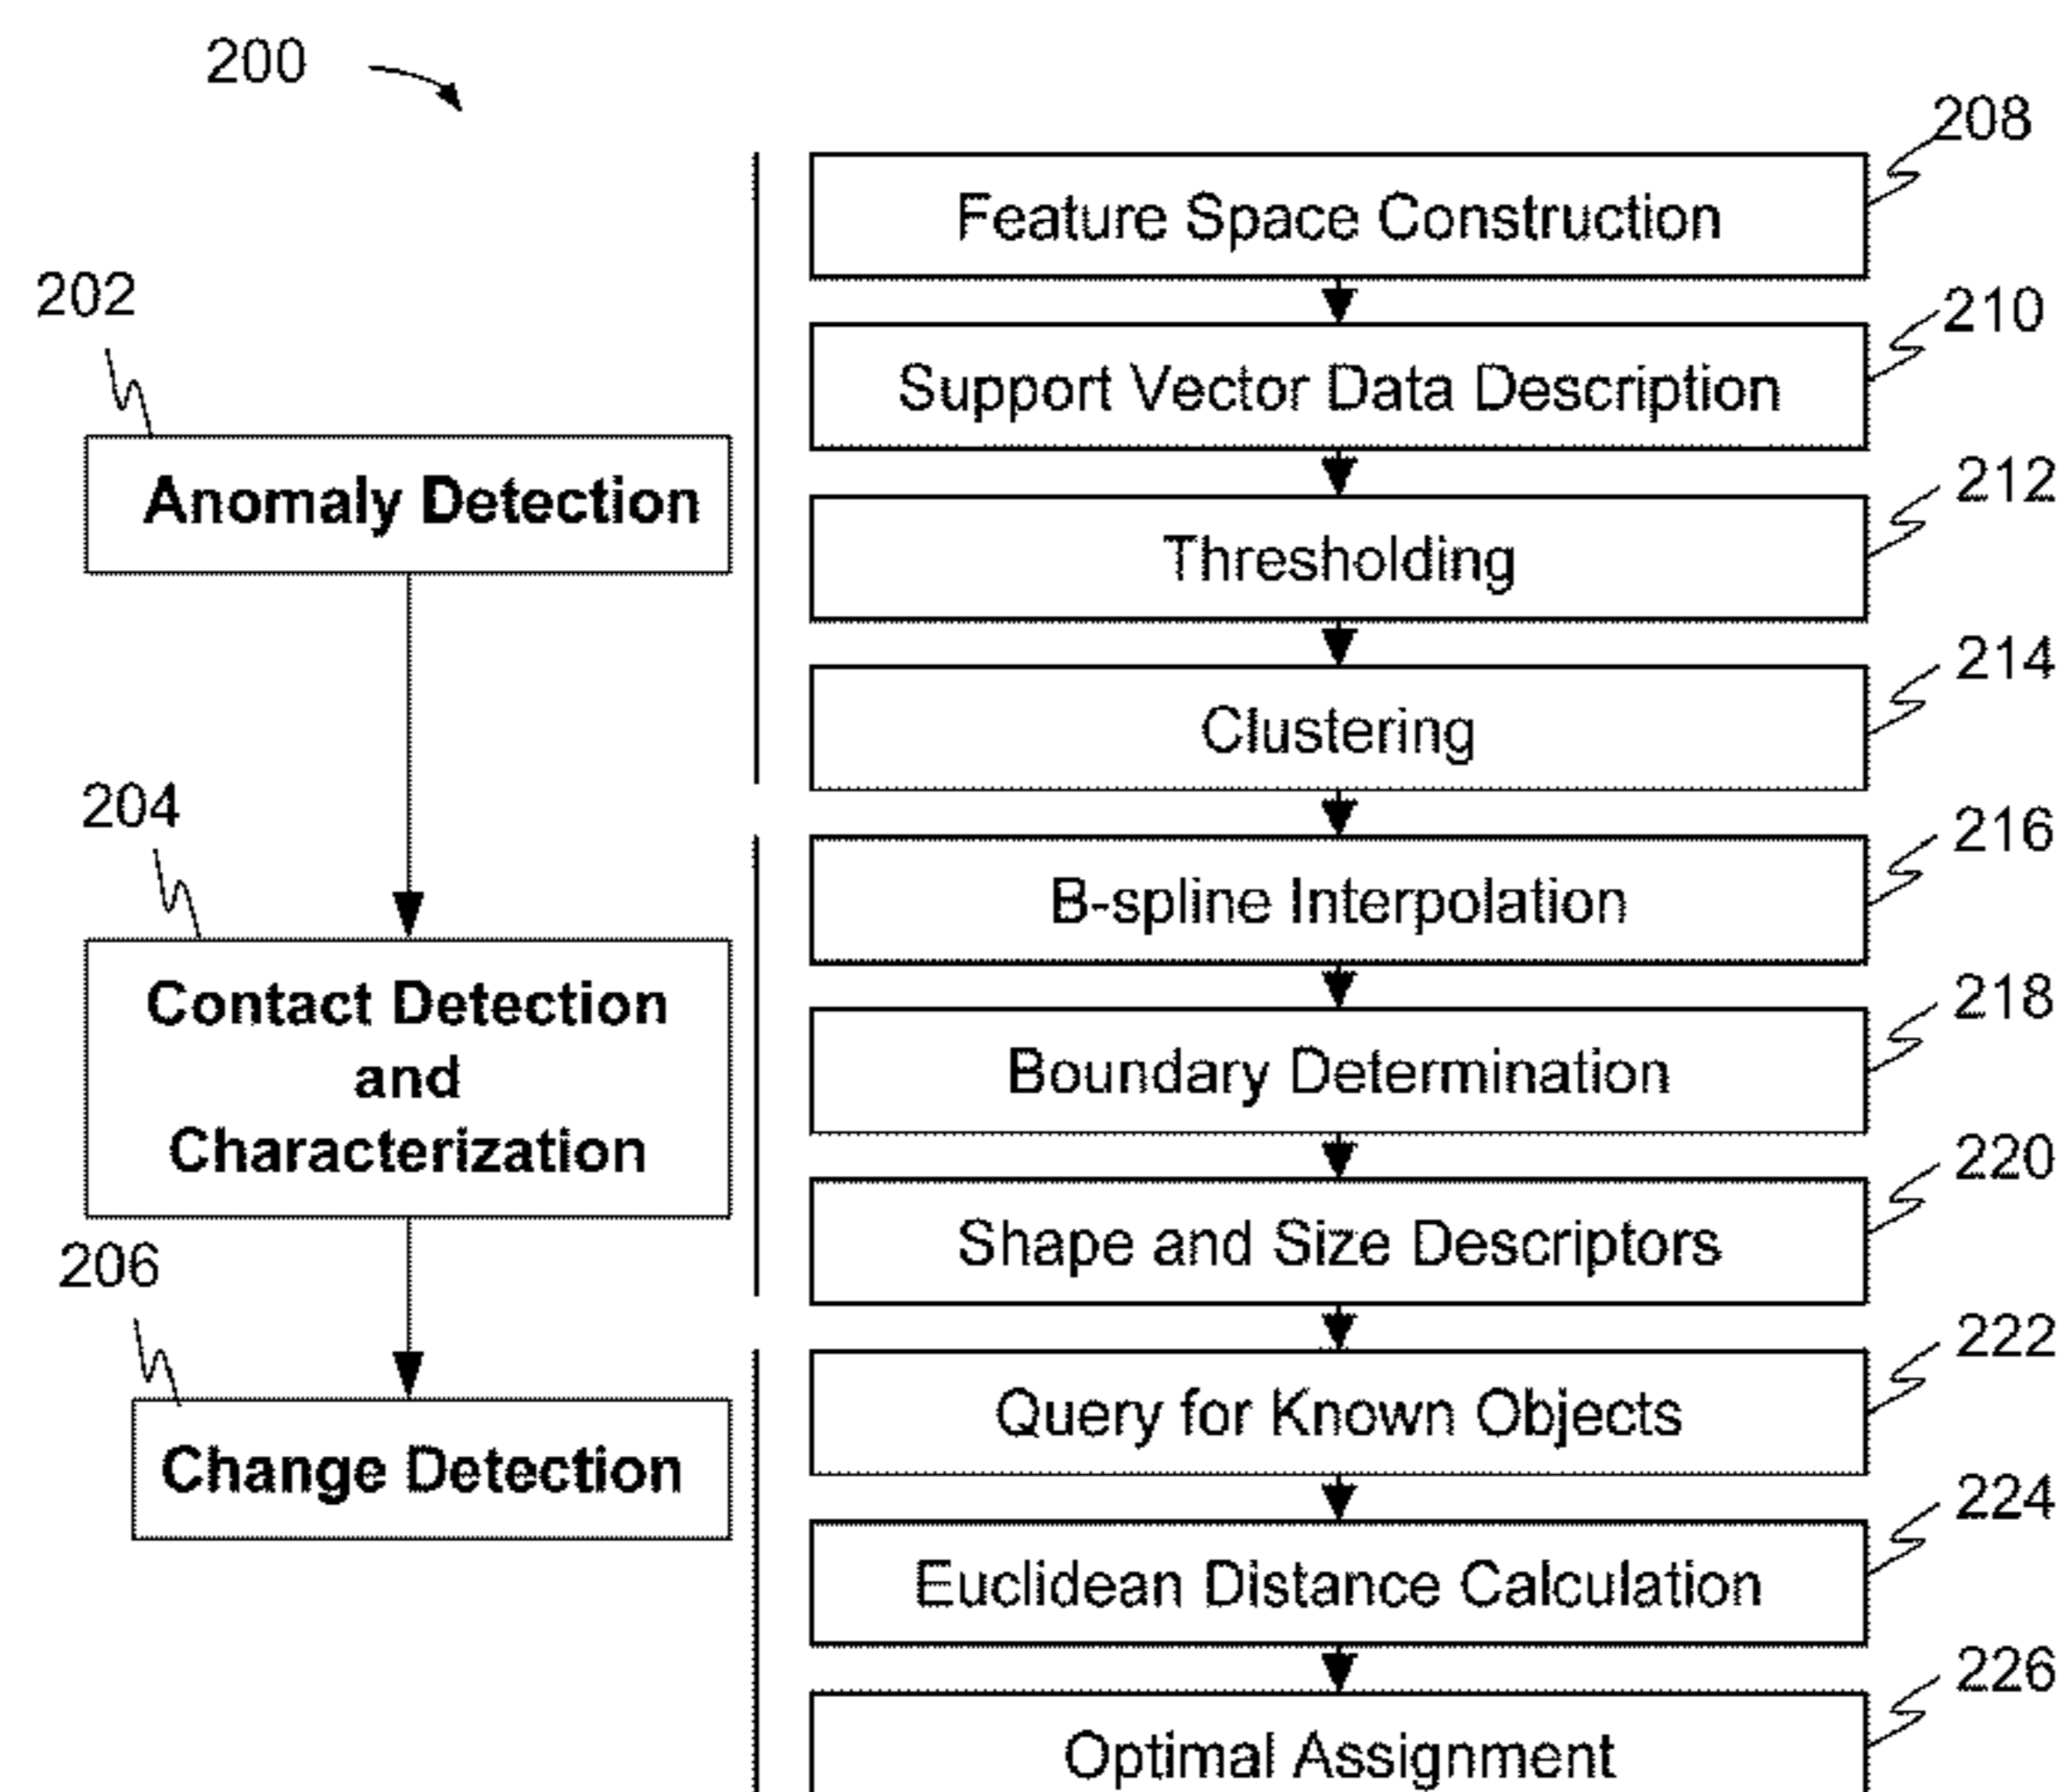 200
208
Feature Space Construction
202
210
Support Vector Data Description
Anomaly Detection
212
Thresholding
214
Clustering
204
216
B-spline Interpolation
Contact Detection
and
Characterization
218
Boundary Determination
220
Shape and Size Descriptors
206
222
Query for Known Objects
Change Detection
224
Euclidean Distance Calculation
226
Optimal Assignment